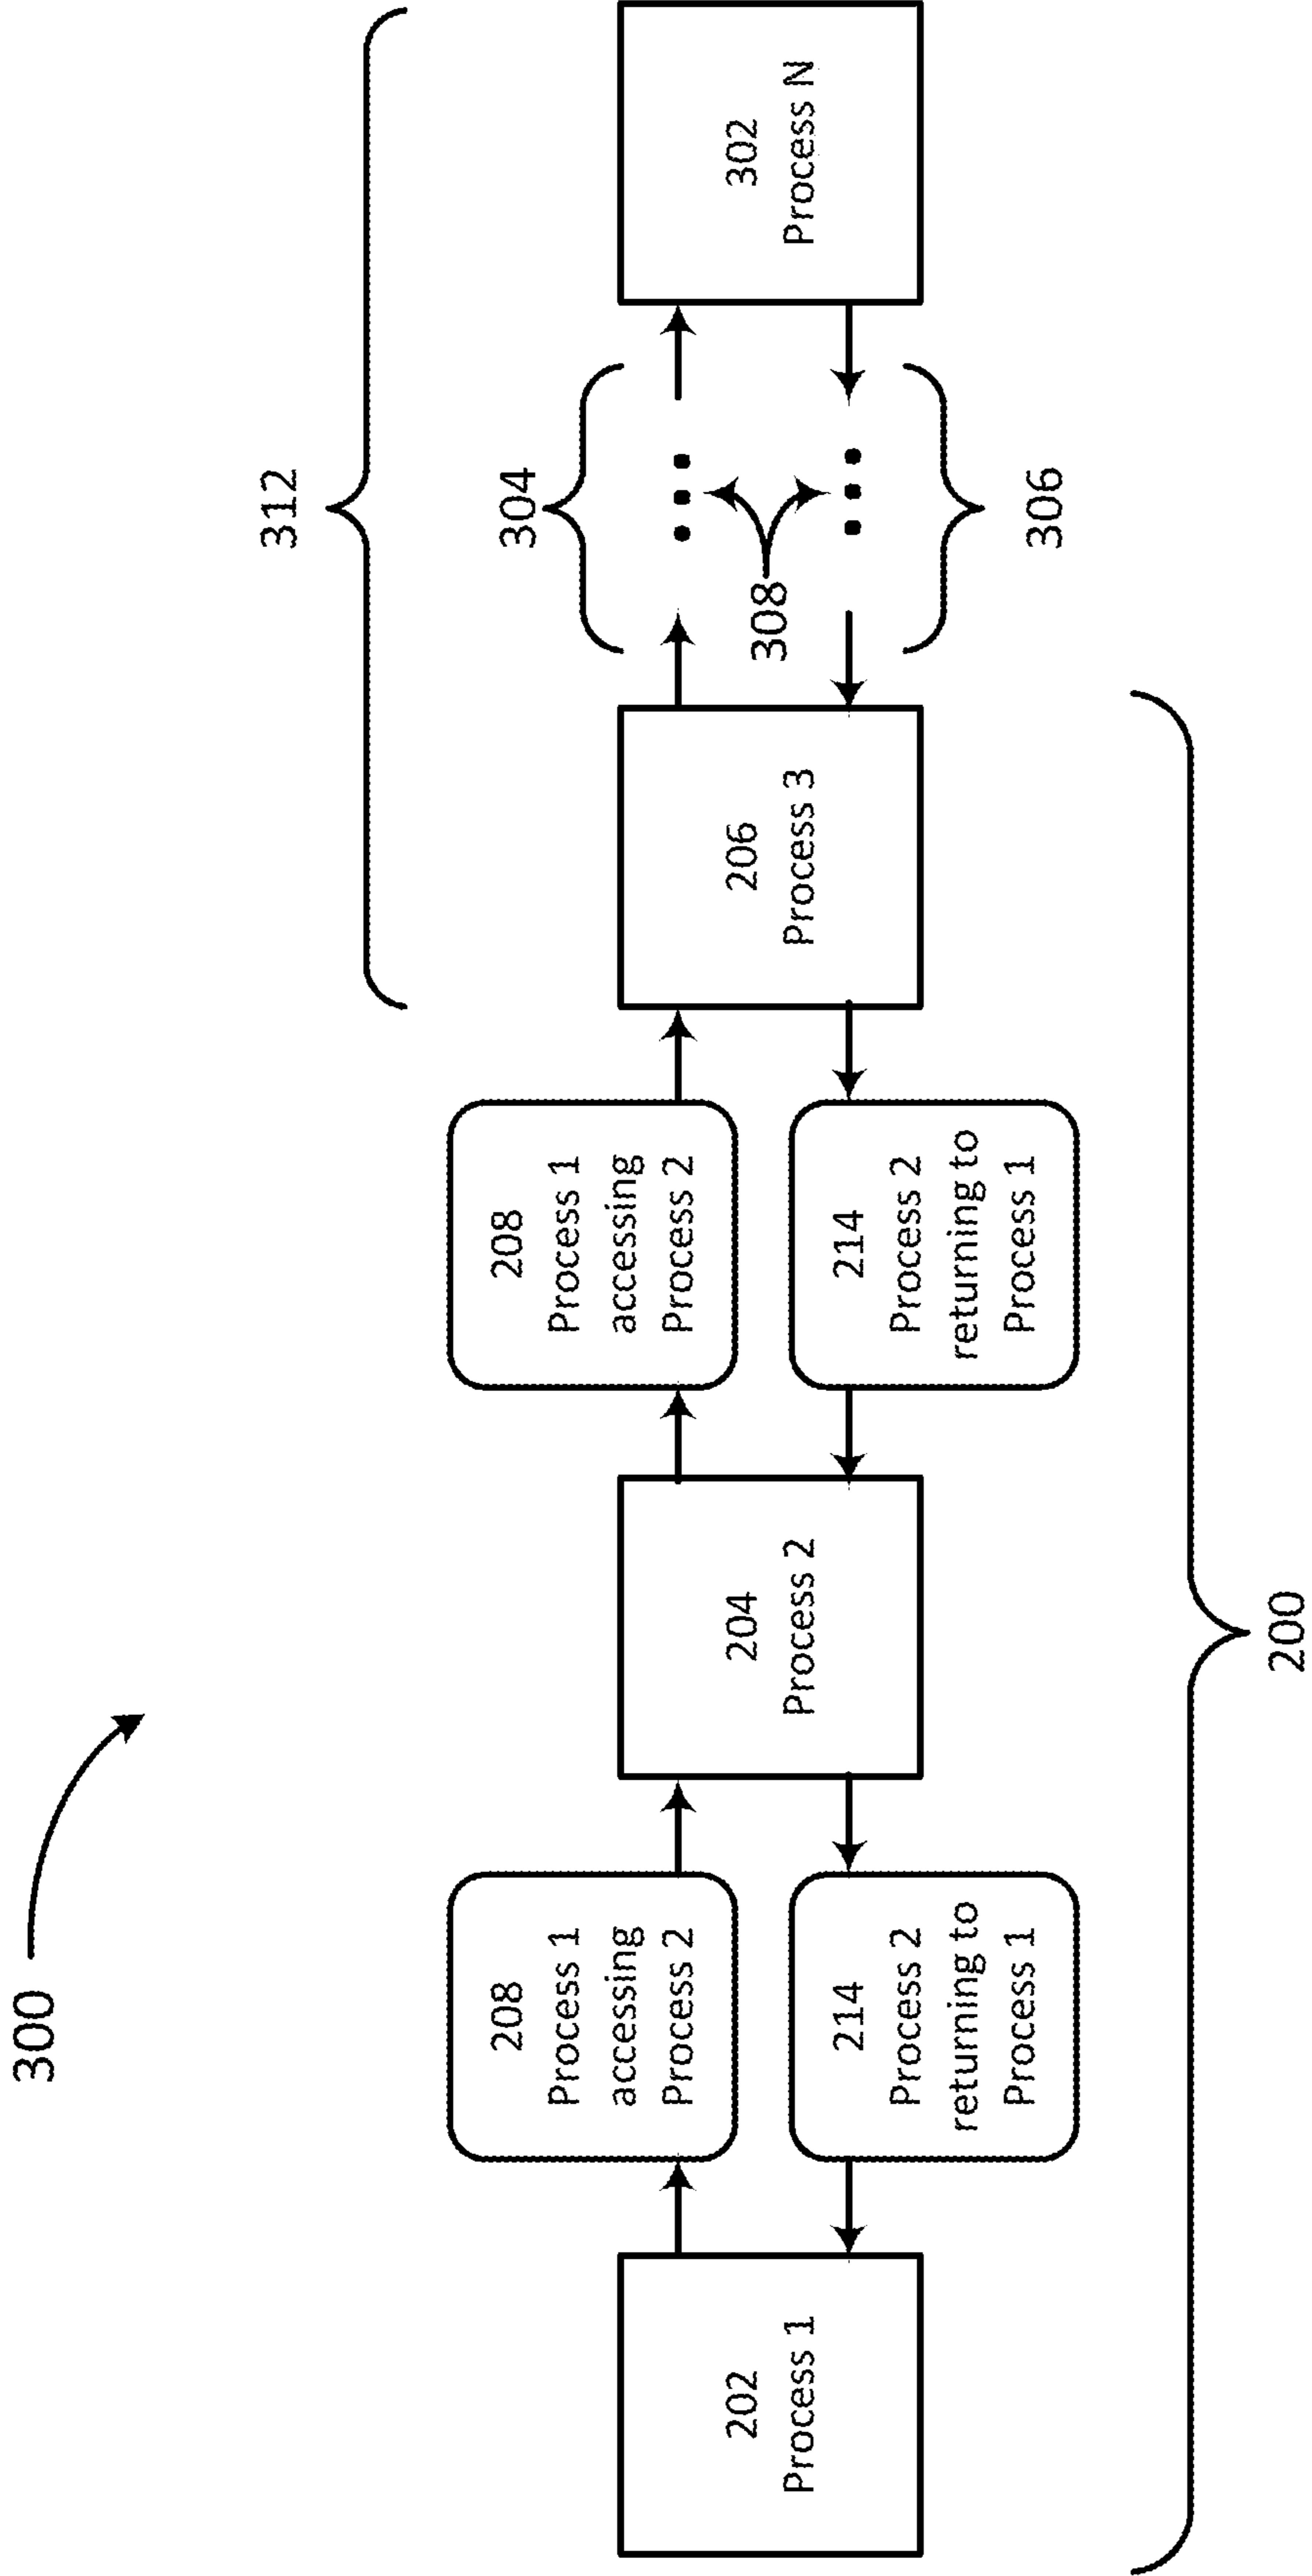 300
312
304
308
306
208
Process 1
accessing
Process 2
208
Process 1
accessing
Process 2
202
Process 1
204
Process 2
206
Process 3
302
Process N
214
Process 2
returning to
Process 1
214
Process 2
returning to
Process 1
200